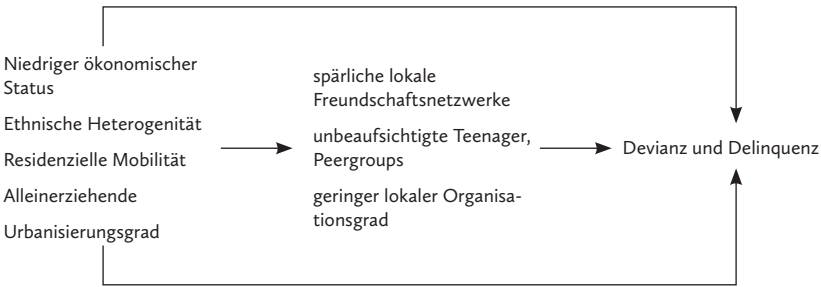 Niedriger ökonomischer
Status
Ethnische Heterogenität
Residenzielle Mobilität
Alleinerziehende
Urbanisierungsgrad
spärliche lokale
Freundschaftsnetzwerke
unbeaufsichtigte Teenager,
Peergroups
geringer lokaler Organisa-
tionsgrad
Devianz und Delinquenz